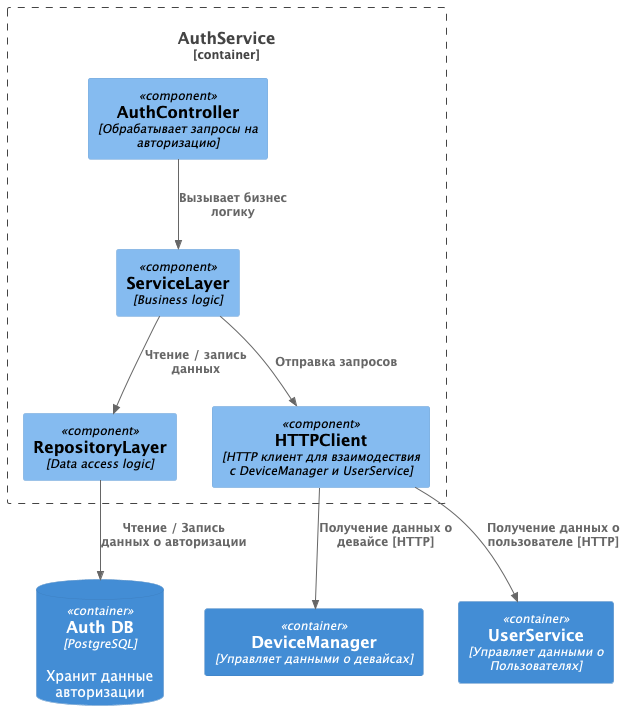 AuthService
[container]
«component»
AuthController
[Обрабатывает запросы на
авторизацию]
Вызывает бизнес
логику
«component»
ServiceLayer
[Business logic]
Чтение / запись
данных
Отправка запросов
«component»
RepositoryLayer
[Data access logic]
«component»
HTTPClient
[HTTP клиент для взаимодествия
с DeviceManager и UserService]
Чтение / Запись
данных о авторизации
Получение данных о
девайсе [HTTP]
Получение данных о
пользователе [HTTP]
«container»
Auth DB
[PostgreSQL]
Хранит данные
авторизации
«container»
DeviceManager
[Управляет данными о девайсах]
«container»
UserService
[Управляет данными о
Пользователях]